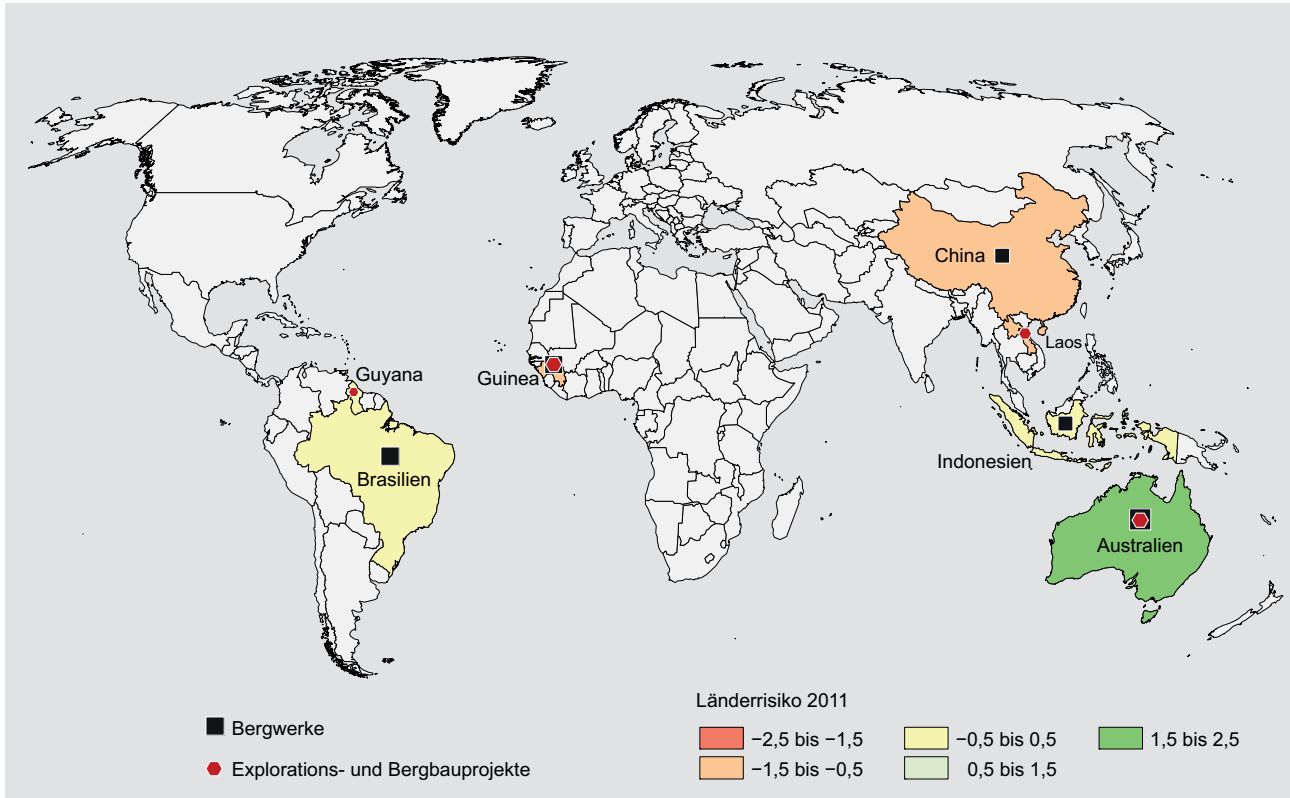 China
Laos
Guyana
Guinea
Brasilien
Indonesien
Australien
Bergwerke
Explorations- und Bergbauprojekte
Länderrisiko 2011
−2,5 bis −1,5
−0,5 bis 0,5
1,5 bis 2,5
−1,5 bis −0,5
0,5 bis 1,5